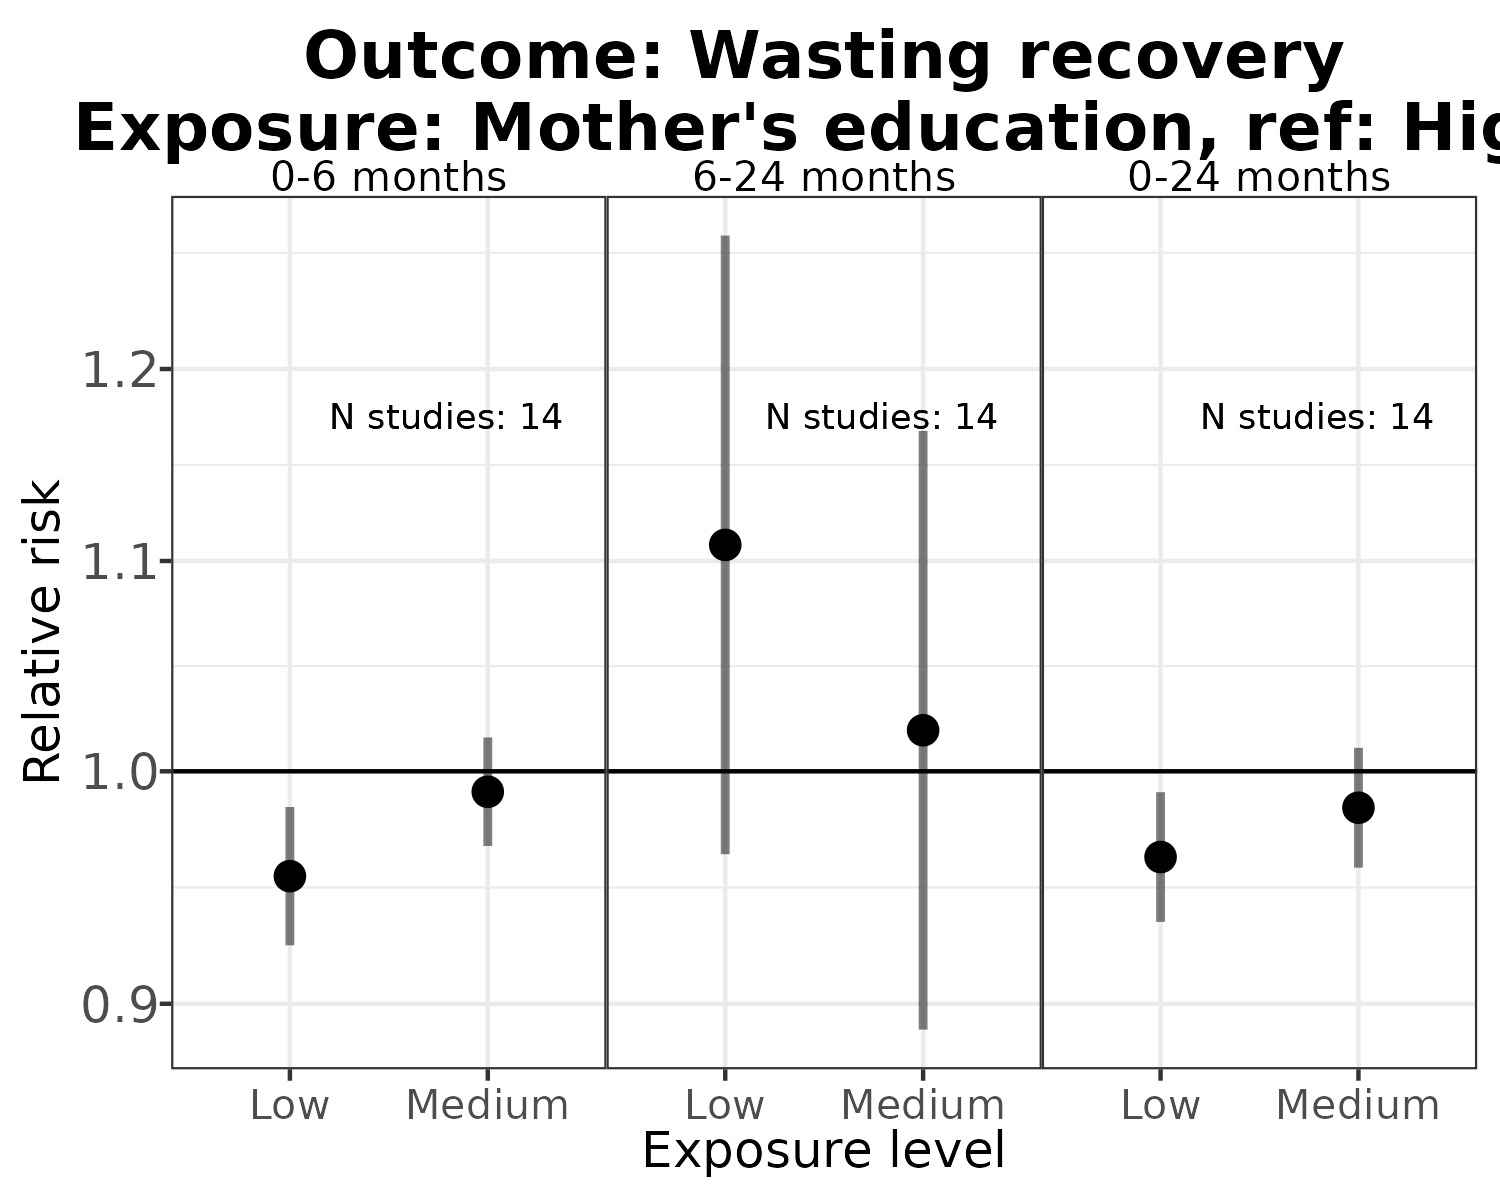 Outcome: Wasting recovery
Exposure: Mother's education, ref: Hig
0-6 months 6-24 months 0-24 months
N studies: 14 N studies: 14 N studies: 14
Relative risk
1.2
1.1
1.0
0.9
Low Medium Low Medium Low Medium
Exposure level